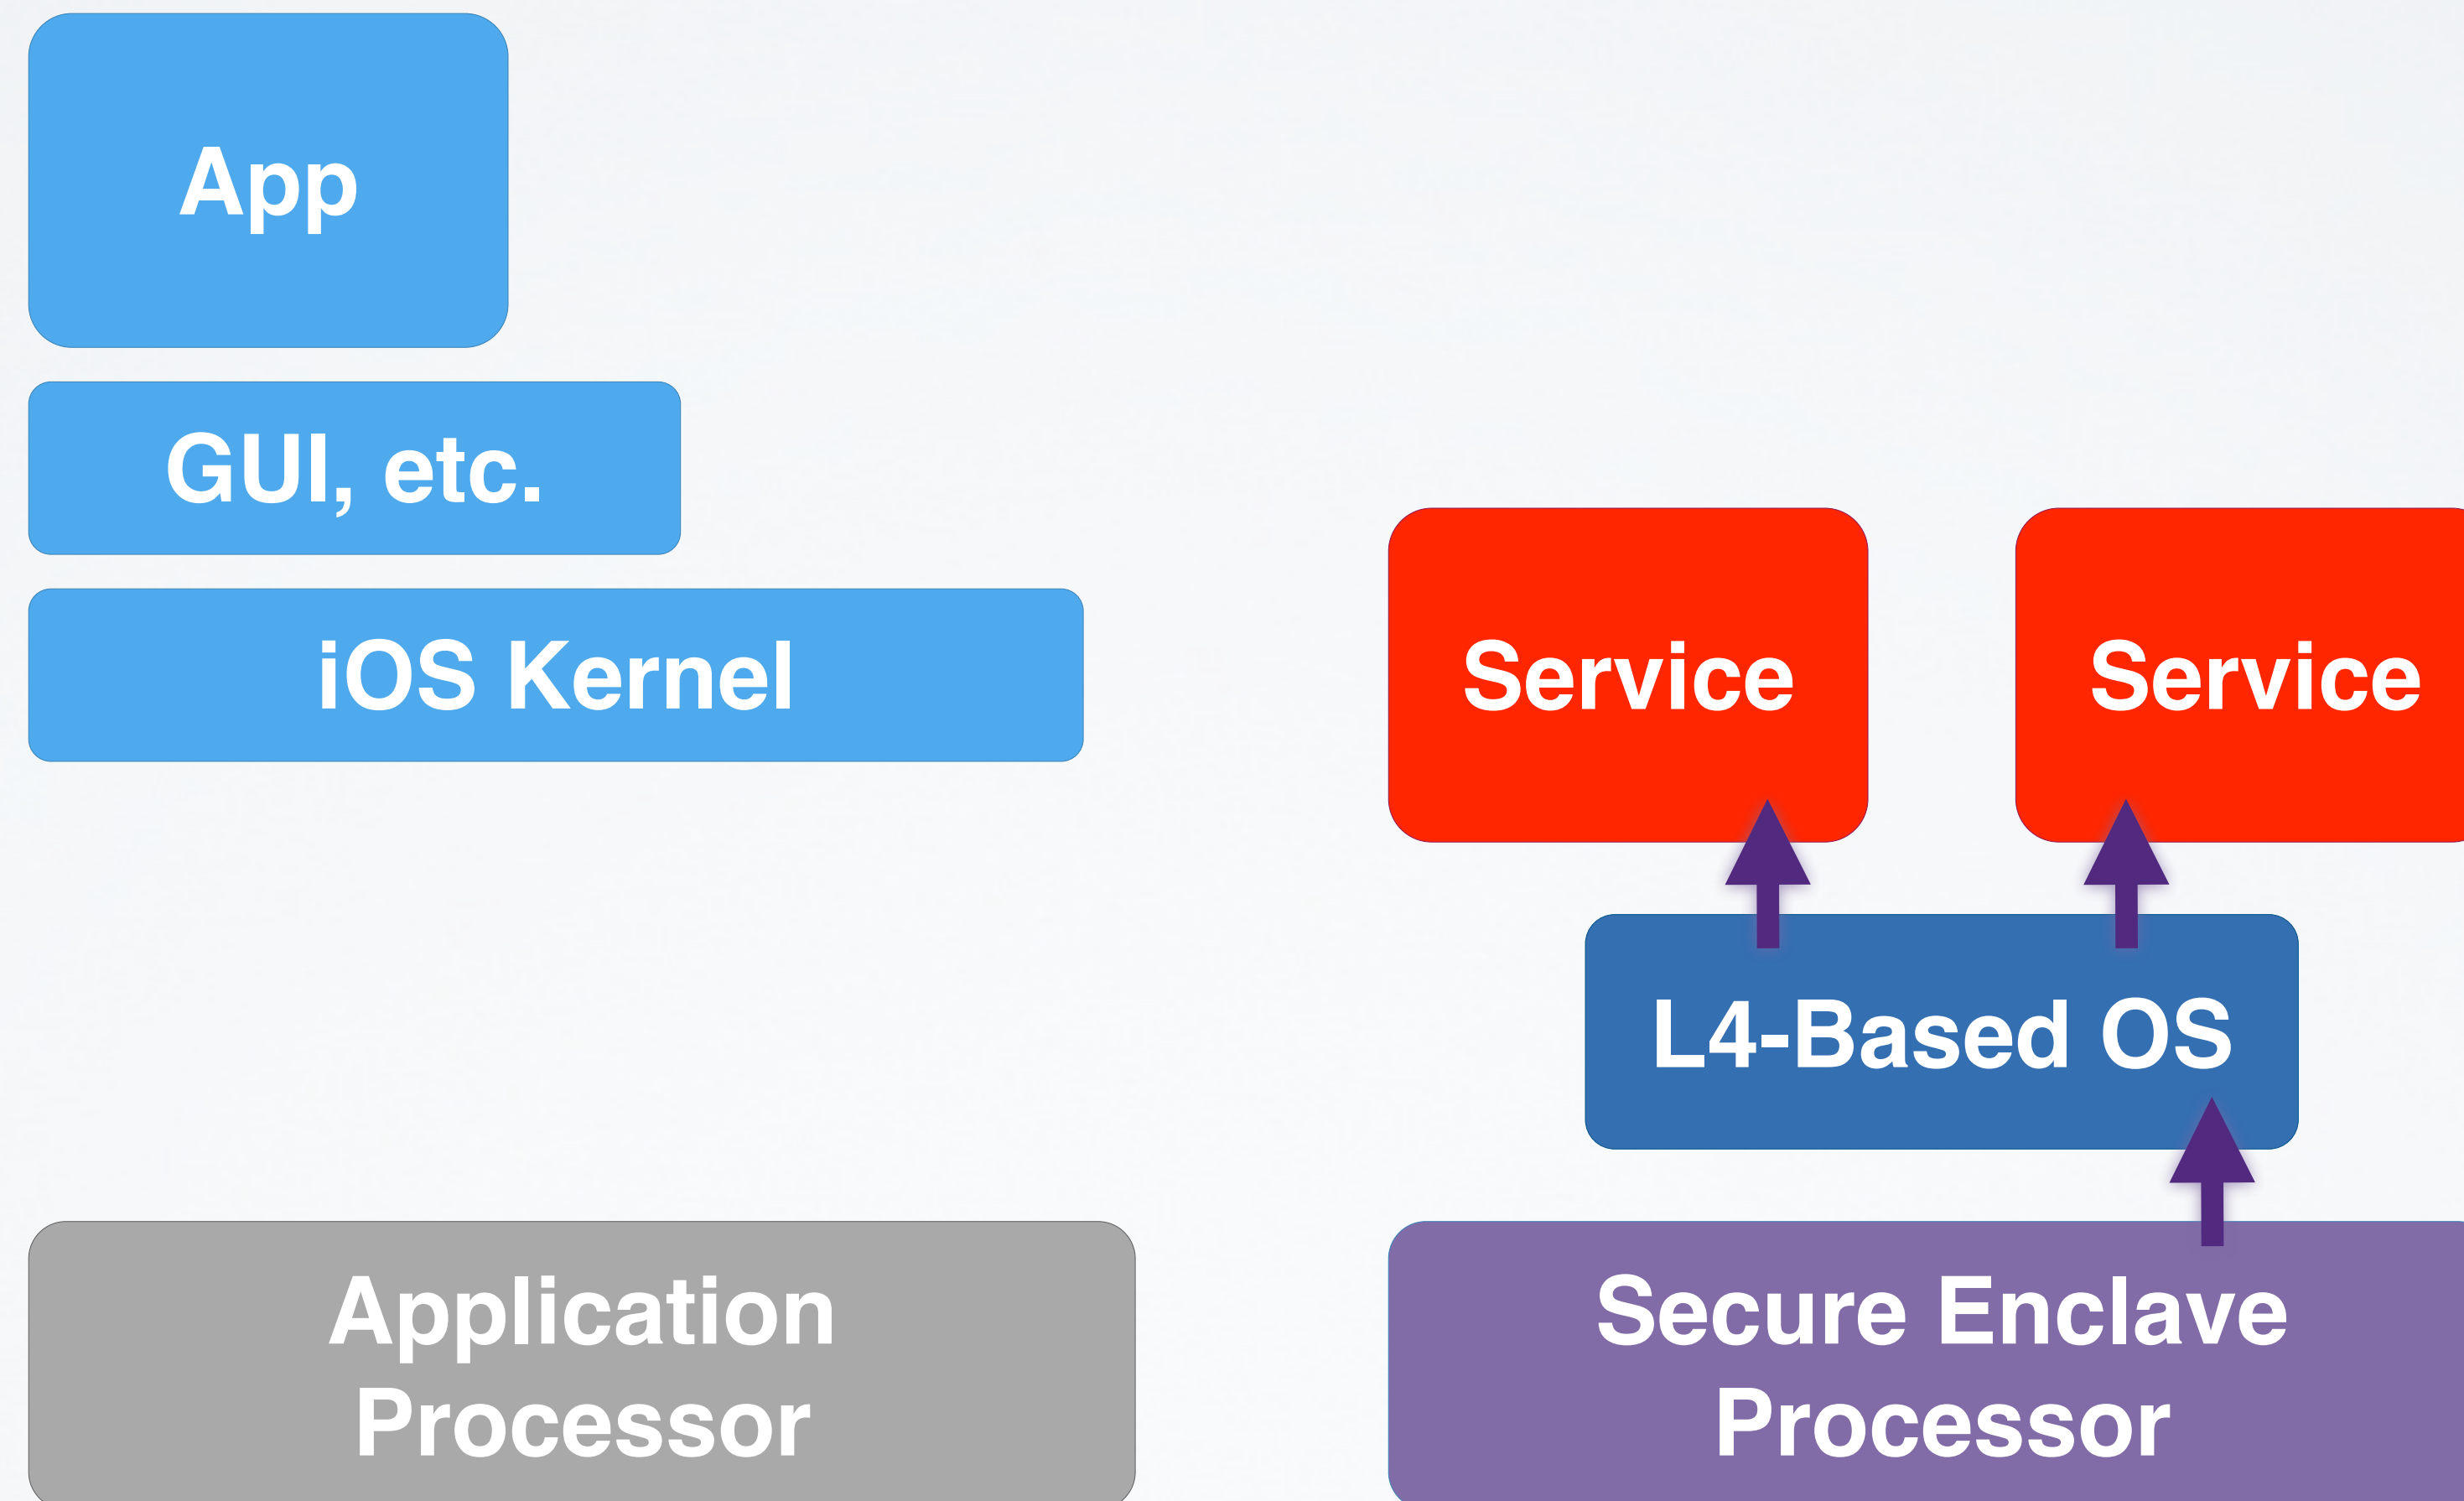 App
GUI, etc.
iOS Kernel
Service
Service
L4-Based OS
Application
Processor
Secure Enclave
Processor